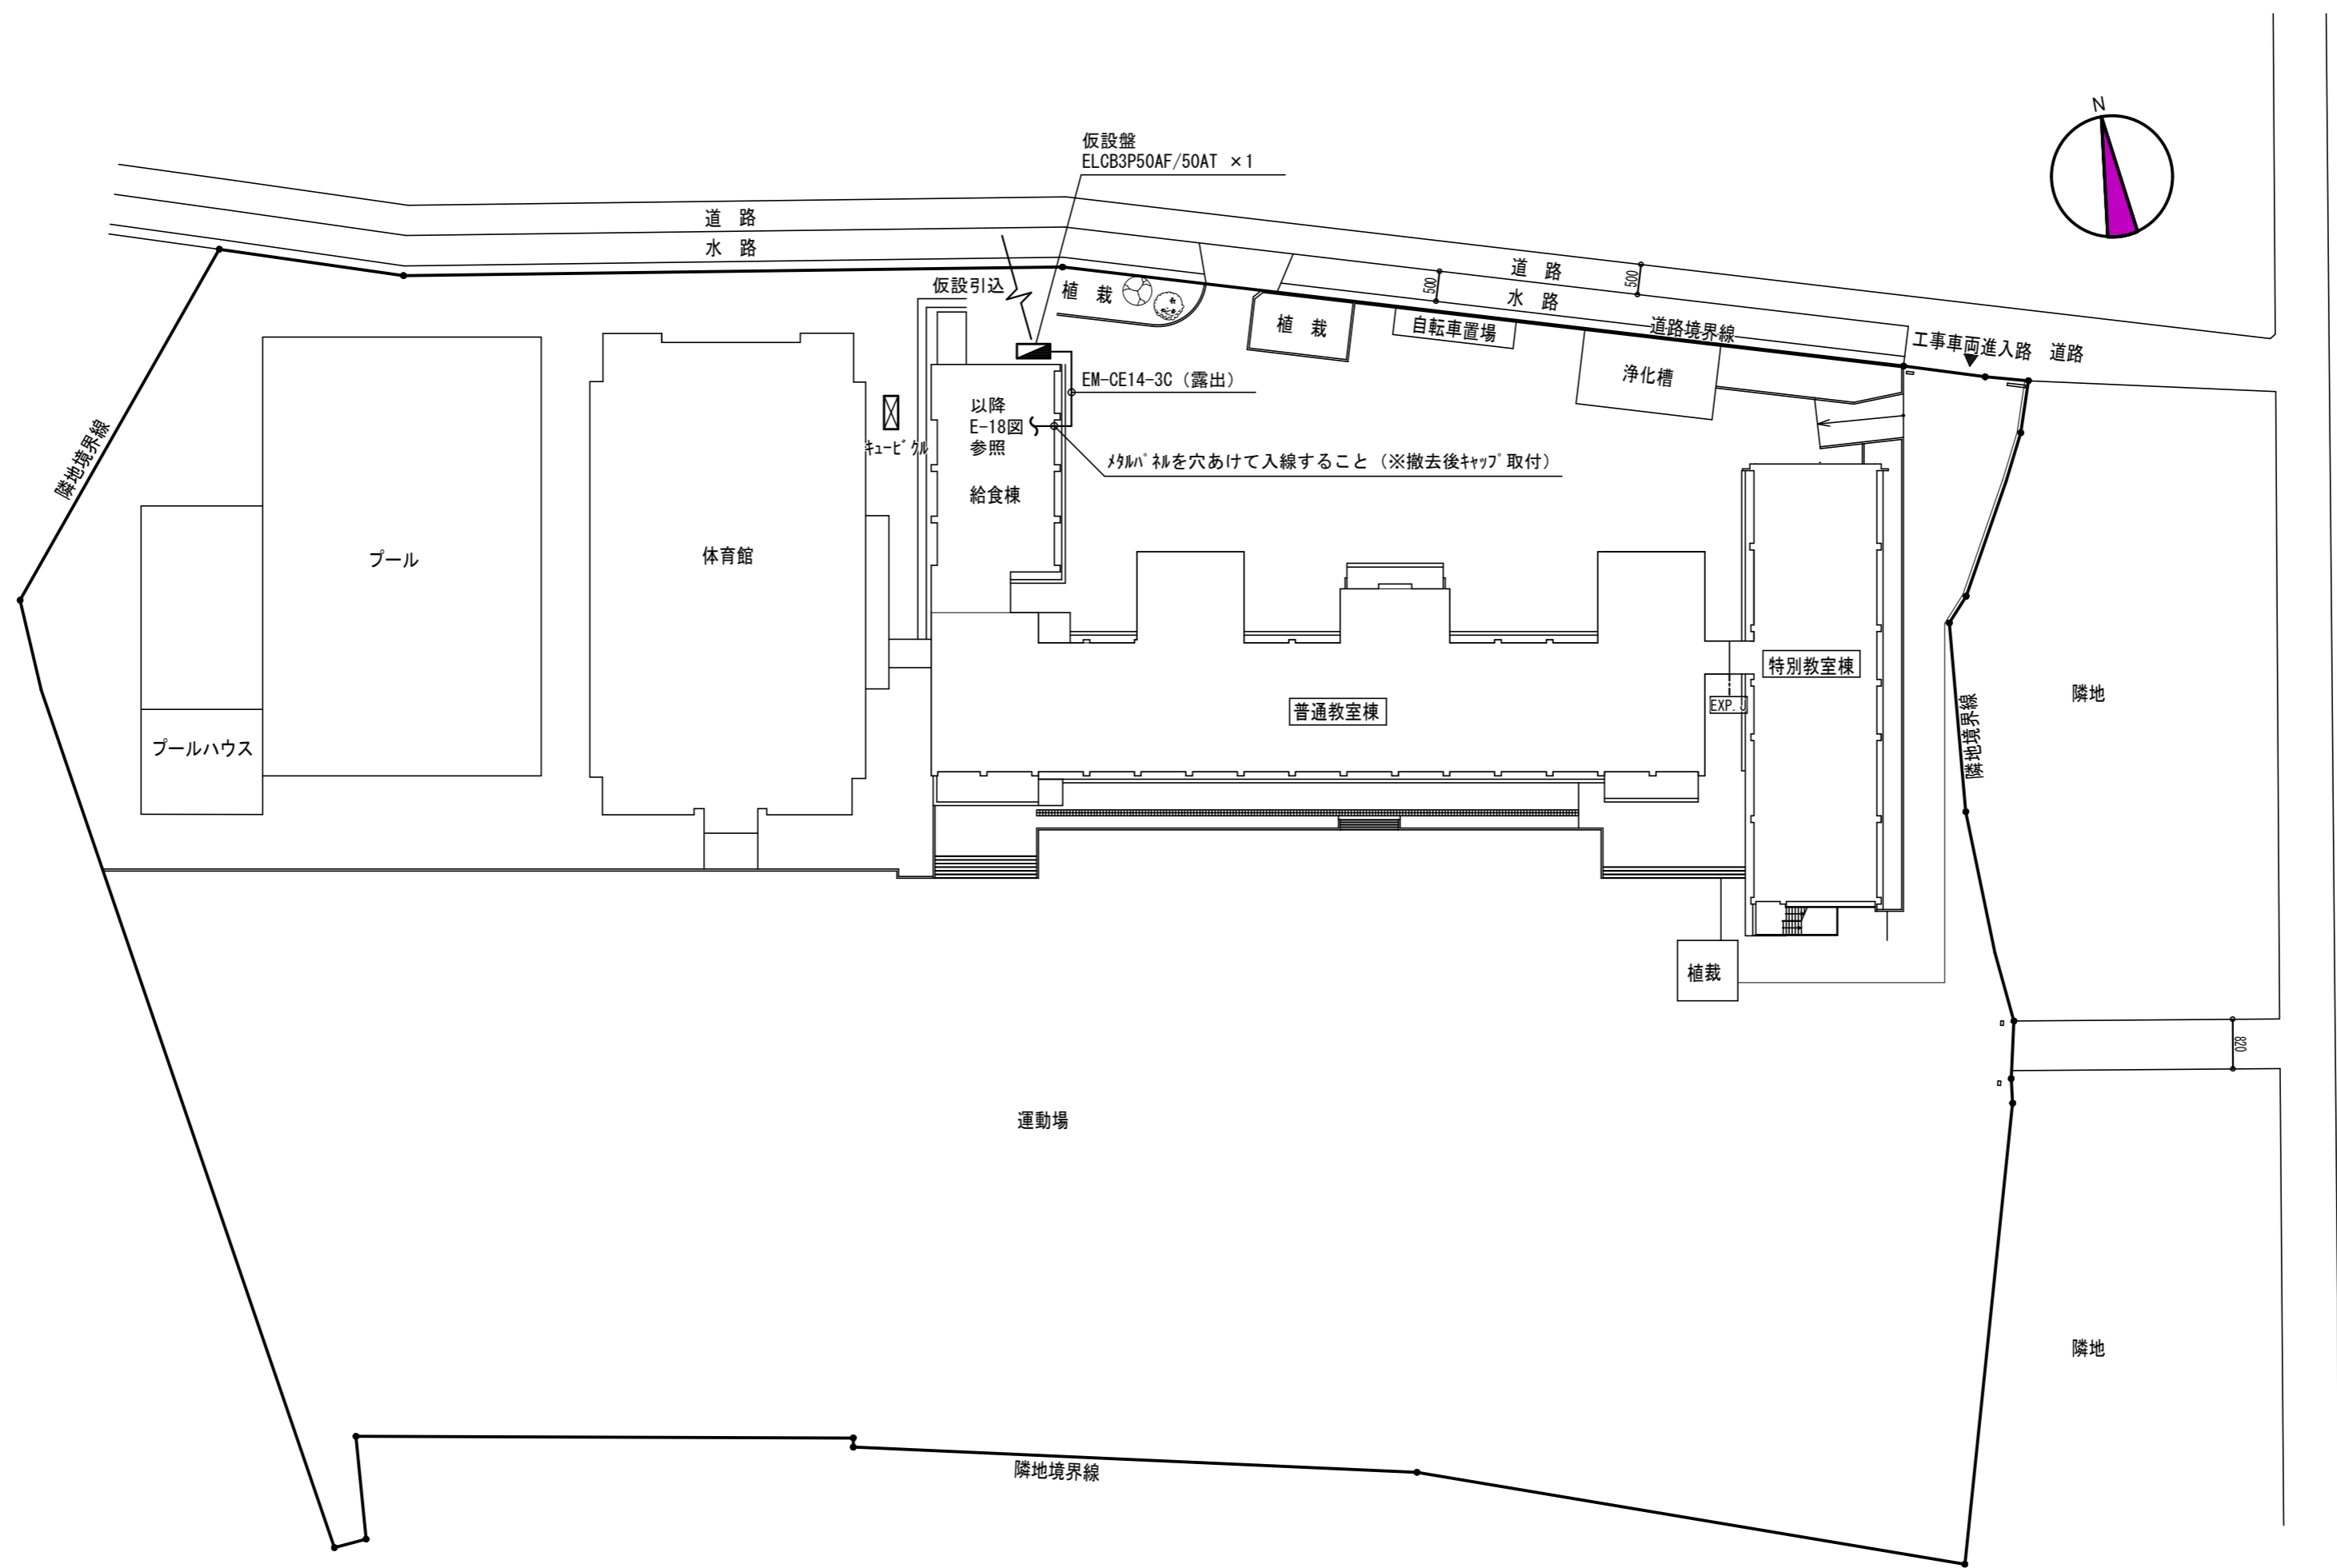 N
仮設盤
ELCB3P50AF/50AT ×1
道 路
水 路
仮設引込
植 栽
道 路
水 路
500
500
植 栽
自転車置場
道路境界線
工事車両進入路 道路
浄化槽
EM-CE14-3C（露出）
以降
E-18図
参照
ｷｭｰﾋﾞｸﾙ
ﾒﾀﾙﾊﾟﾈﾙを穴あけて入線すること（※撤去後ｷｬｯﾌﾟ取付）
給食棟
隣地境界線
プール
体育館
特別教室棟
普通教室棟
EXP.J
隣地
隣地境界線
プールハウス
植裁
820
運動場
隣地
隣地境界線